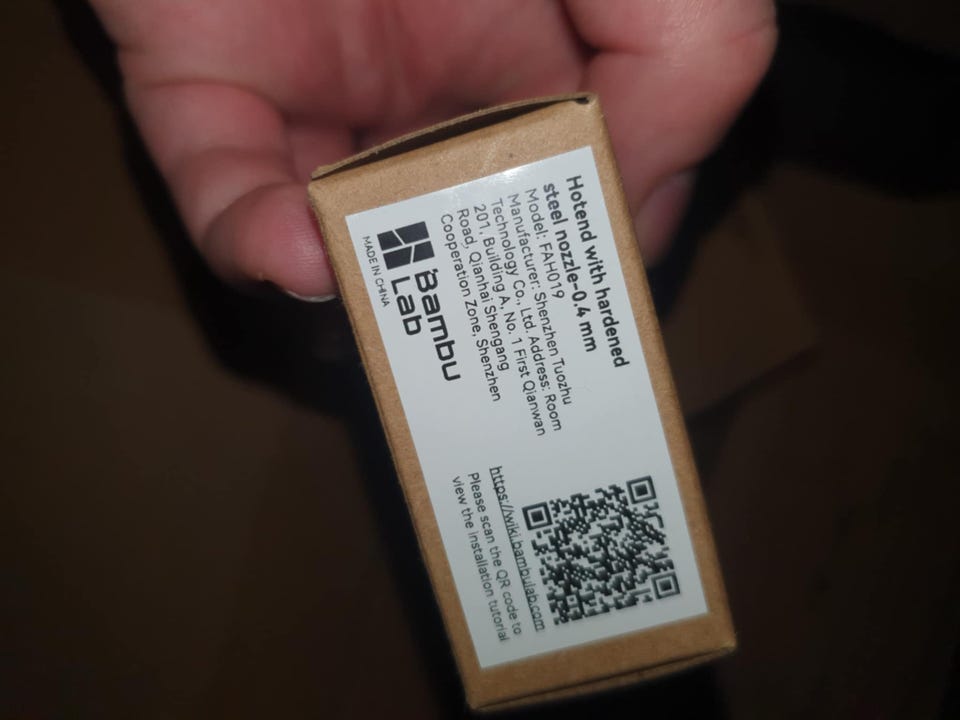 Hotend with hardened
steel nozzle-0.4 mm
Model: FAH019
Manufacturer: Shenzhen Tuozhu
Technology Co., Ltd. Address: Room
201, Building A, No. 1 First Qianwan
Road, Qianhai Shengang
Cooperation Zone, Shenzhen
Bambu
Lab
MADE IN CHINA
https://wiki.bambulab.com
Please scan the QR code to
view the installation tutorial